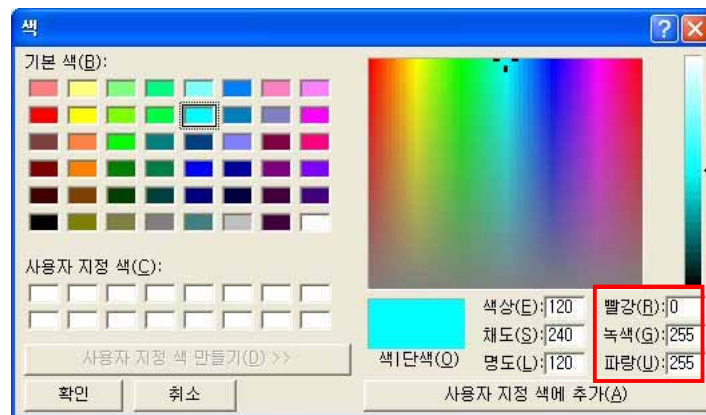 색
기본 색(B):
사용자 지정 색(C):
사용자 지정 색 만들기(D) >>
확인
취소
색|단색(O)
색상(E): 120
채도(S): 240
명도(L): 120
빨강(R): 0
녹색(G): 255
파랑(U): 255
사용자 지정 색에 추가(A)